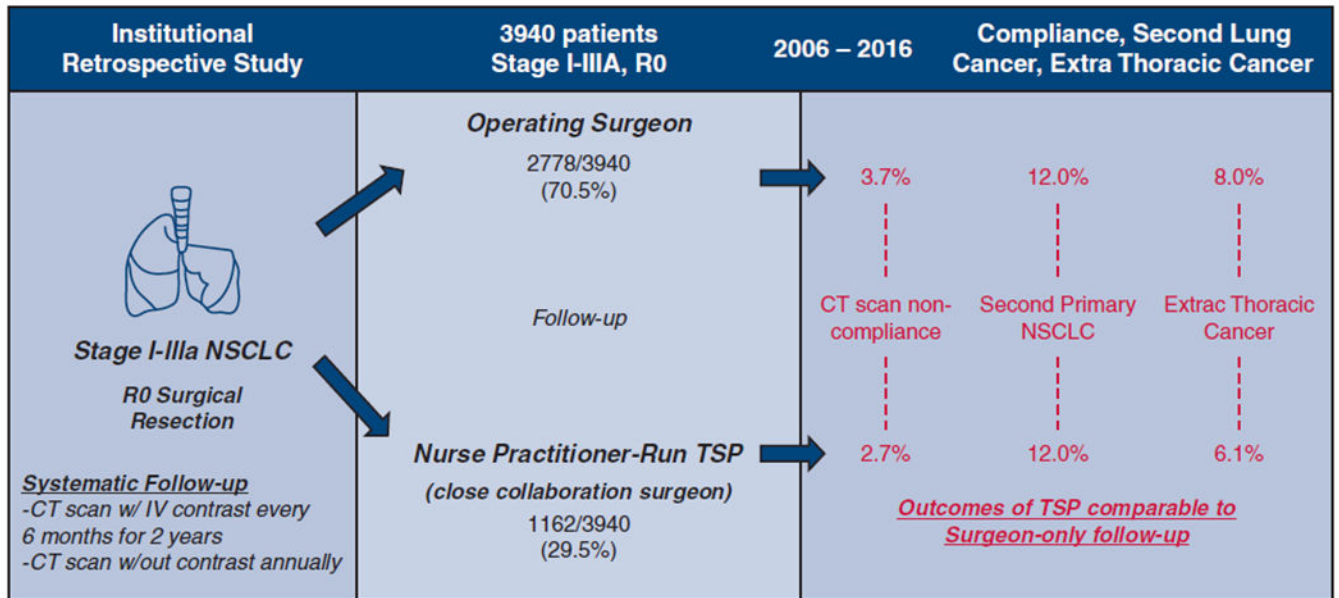 Institutional
Retrospective Study
3940 patients
Stage I-IIIA, R0
2006 – 2016
Compliance, Second Lung
Cancer, Extra Thoracic Cancer
Stage I-IIIa NSCLC
R0 Surgical
Resection
Systematic Follow-up
-CT scan w/ IV contrast every
6 months for 2 years
-CT scan w/out contrast annually
Operating Surgeon
2778/3940
(70.5%)
Follow-up
Nurse Practitioner-Run TSP
(close collaboration surgeon)
1162/3940
(29.5%)
3.7%
12.0%
8.0%
CT scan non-
compliance
Second Primary
NSCLC
Extrac Thoracic
Cancer
2.7%
12.0%
6.1%
Outcomes of TSP comparable to
Surgeon-only follow-up